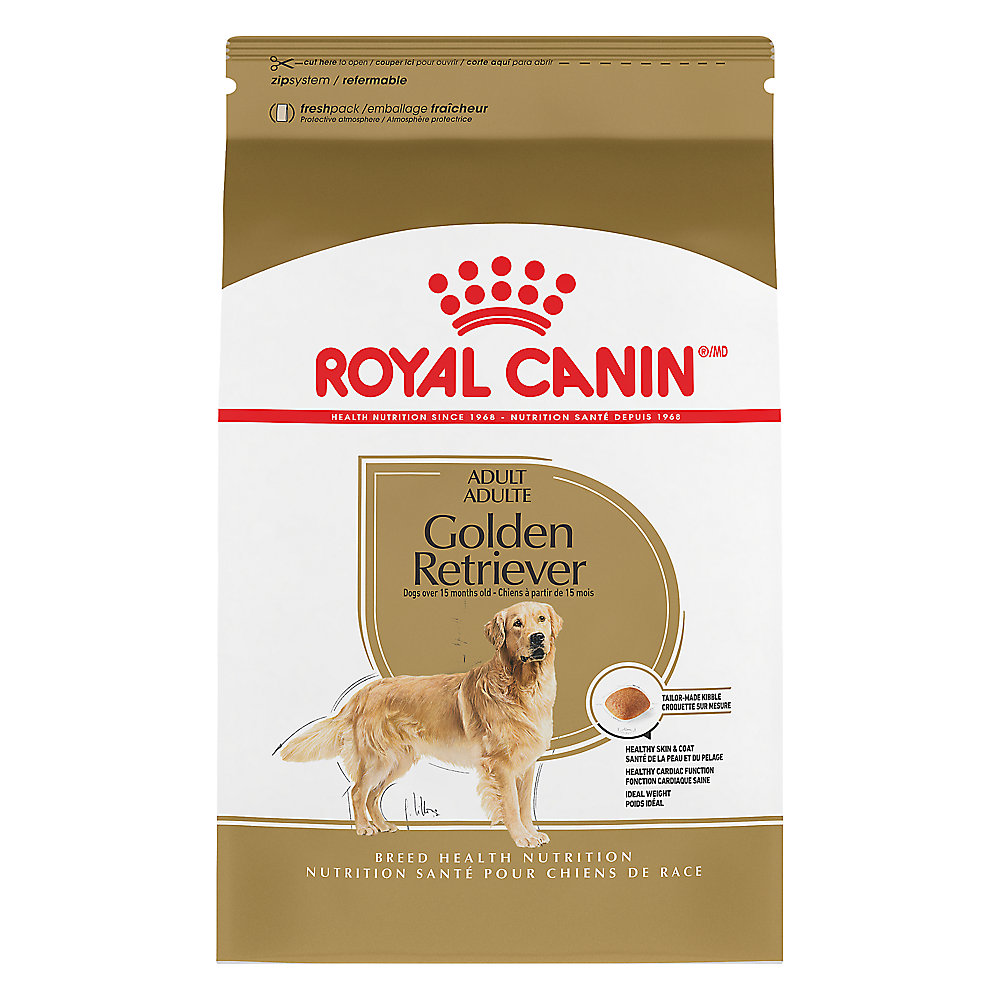 cut here to open / couper ici pour ouvrir / corte aquí para abrir
zipsystem / refermable
freshpack / emballage fraîcheur
Protective atmosphere / Atmosphère protectrice
ROYAL CANIN ®/MD
HEALTH NUTRITION SINCE 1968 - NUTRITION SANTÉ DEPUIS 1968
ADULT
ADULTE
Golden
Retriever
Dogs over 15 months old - Chiens à partir de 15 mois
TAILOR-MADE KIBBLE
CROQUETTE SUR MESURE
HEALTHY SKIN & COAT
SANTÉ DE LA PEAU ET DU PELAGE
HEALTHY CARDIAC FUNCTION
FONCTION CARDIAQUE SAINE
IDEAL WEIGHT
POIDS IDÉAL
BREED HEALTH NUTRITION
NUTRITION SANTÉ POUR CHIENS DE RACE